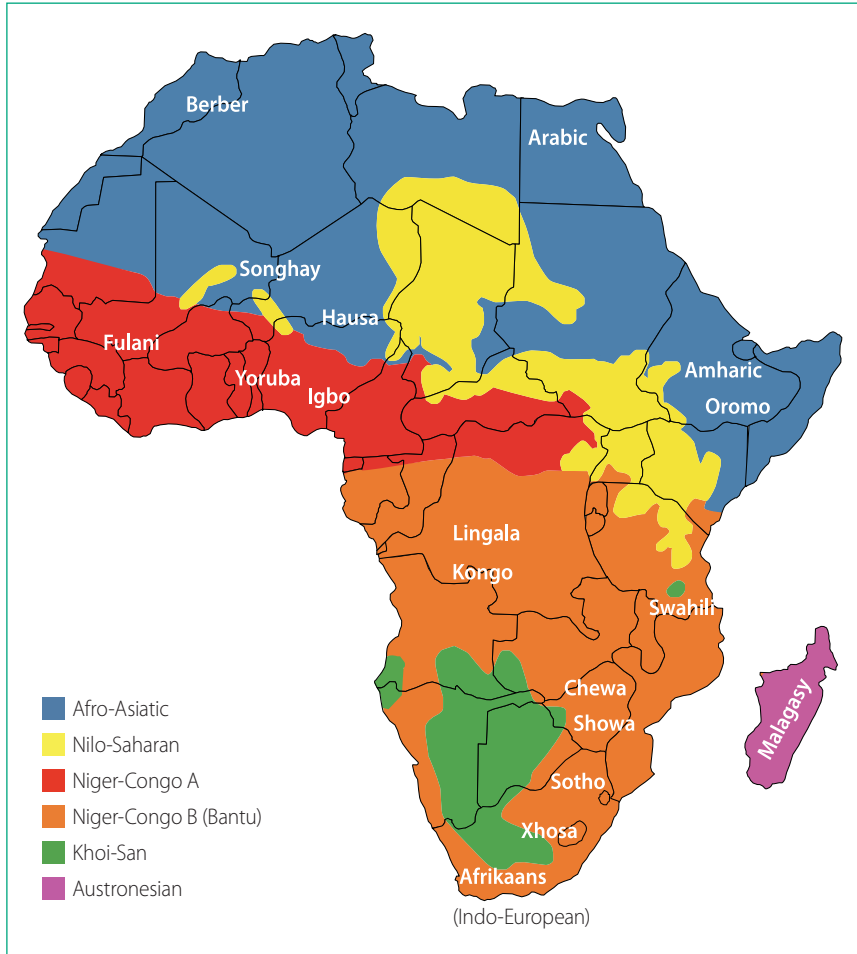 Berber
Arabic
Songhay
Hausa
Fulani
Yoruba
Igbo
Amharic
Oromo
Lingala
Kongo
Swahili
Chewa
Showa
Malagasy
Sotho
Xhosa
Afrikaans
(Indo-European)
Afro-Asiatic
Nilo-Saharan
Niger-Congo A
Niger-Congo B (Bantu)
Khoi-San
Austronesian